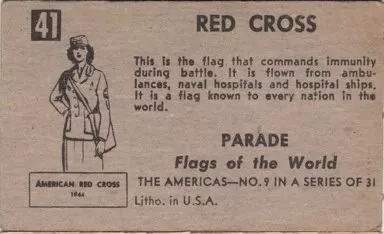 41
RED CROSS
This is the flag that commands immunity
during battle. It is flown from ambu-
lances, naval hospitals and hospital ships.
It is a flag known to every nation in the
world.
AMERICAN RED CROSS
1944
PARADE
Flags of the World
THE AMERICAS—NO. 9 IN A SERIES OF 31
Litho. in U.S.A.